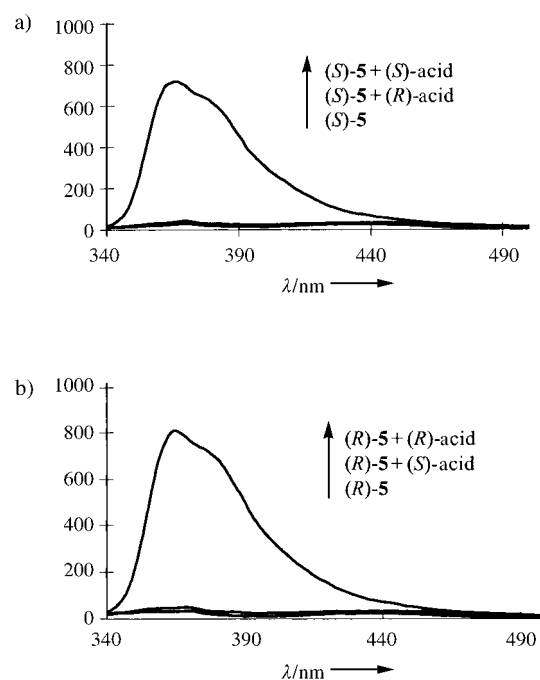 a)
1000
800
600
400
200
0
(S)-5 + (S)-acid
(S)-5 + (R)-acid
(S)-5
340 390 440 490
λ/nm
b)
1000
800
600
400
200
0
(R)-5 + (R)-acid
(R)-5 + (S)-acid
(R)-5
340 390 440 490
λ/nm